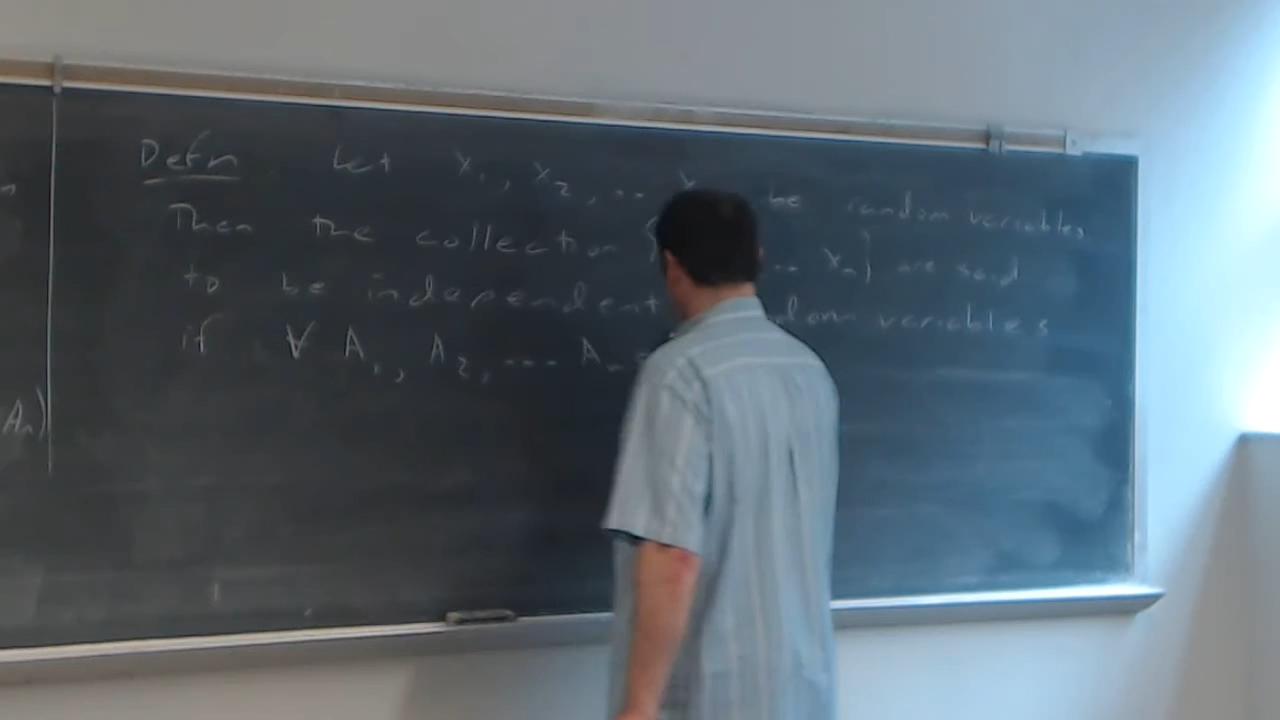 n
Defn Let X1, X2, ... X be random variables
Then the collection { ... Xn} are said
to be independent variables
if ∀ A1, A2, ... An
An)